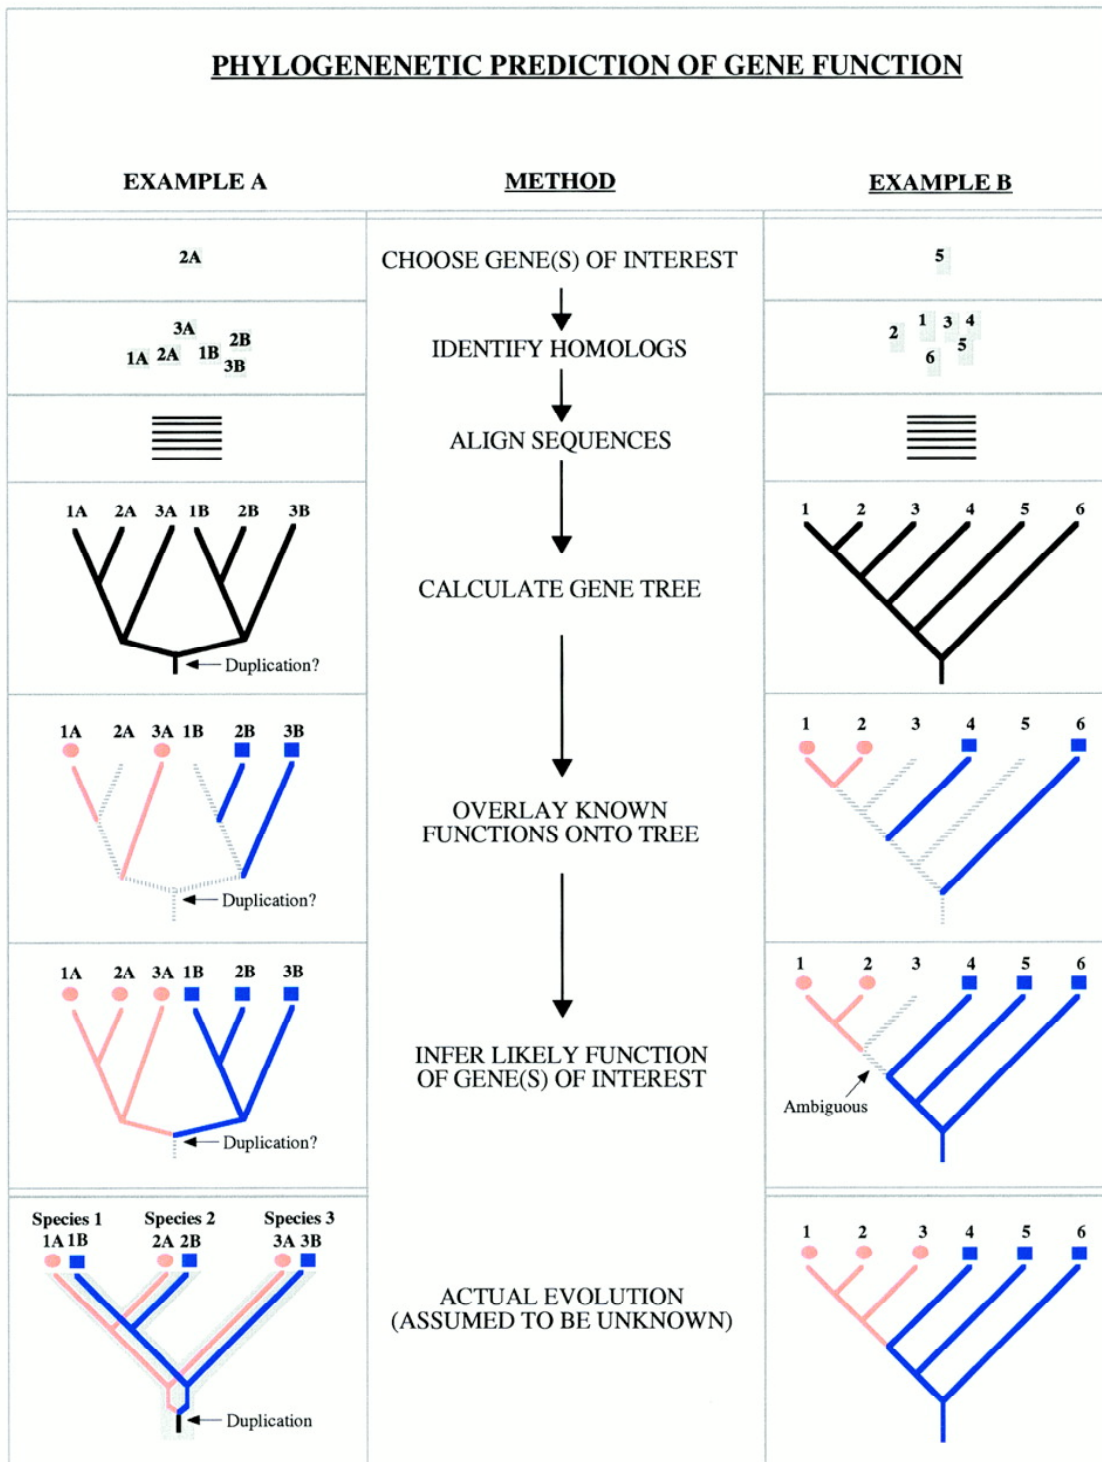 PHYLOGENENETIC PREDICTION OF GENE FUNCTION
EXAMPLE A
METHOD
EXAMPLE B
2A
CHOOSE GENE(S) OF INTEREST
5
3A
1A 2A 1B 2B
3B
IDENTIFY HOMOLOGS
2 1 3 4
6 5
ALIGN SEQUENCES
1A 2A 3A 1B 2B 3B
Duplication?
CALCULATE GENE TREE
1 2 3 4 5 6
1A 2A 3A 1B 2B 3B
Duplication?
OVERLAY KNOWN
FUNCTIONS ONTO TREE
1 2 3 4 5 6
1A 2A 3A 1B 2B 3B
Duplication?
INFER LIKELY FUNCTION
OF GENE(S) OF INTEREST
1 2 3 4 5 6
Ambiguous
Species 1 Species 2 Species 3
1A 1B 2A 2B 3A 3B
Duplication
ACTUAL EVOLUTION
(ASSUMED TO BE UNKNOWN)
1 2 3 4 5 6